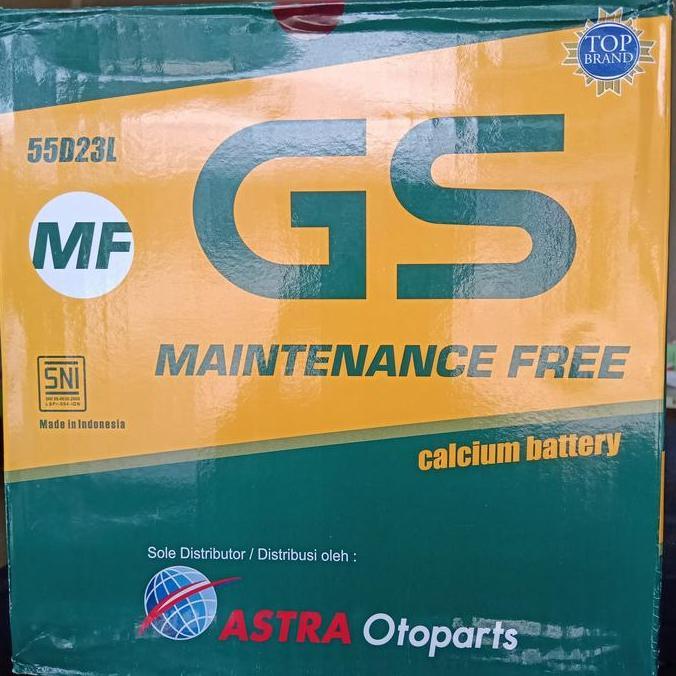 TOP
BRAND
55D23L
GS
MF
MAINTENANCE FREE
SNI
Made in Indonesia
calcium battery
Sole Distributor / Distribusi oleh :
ASTRA Otoparts